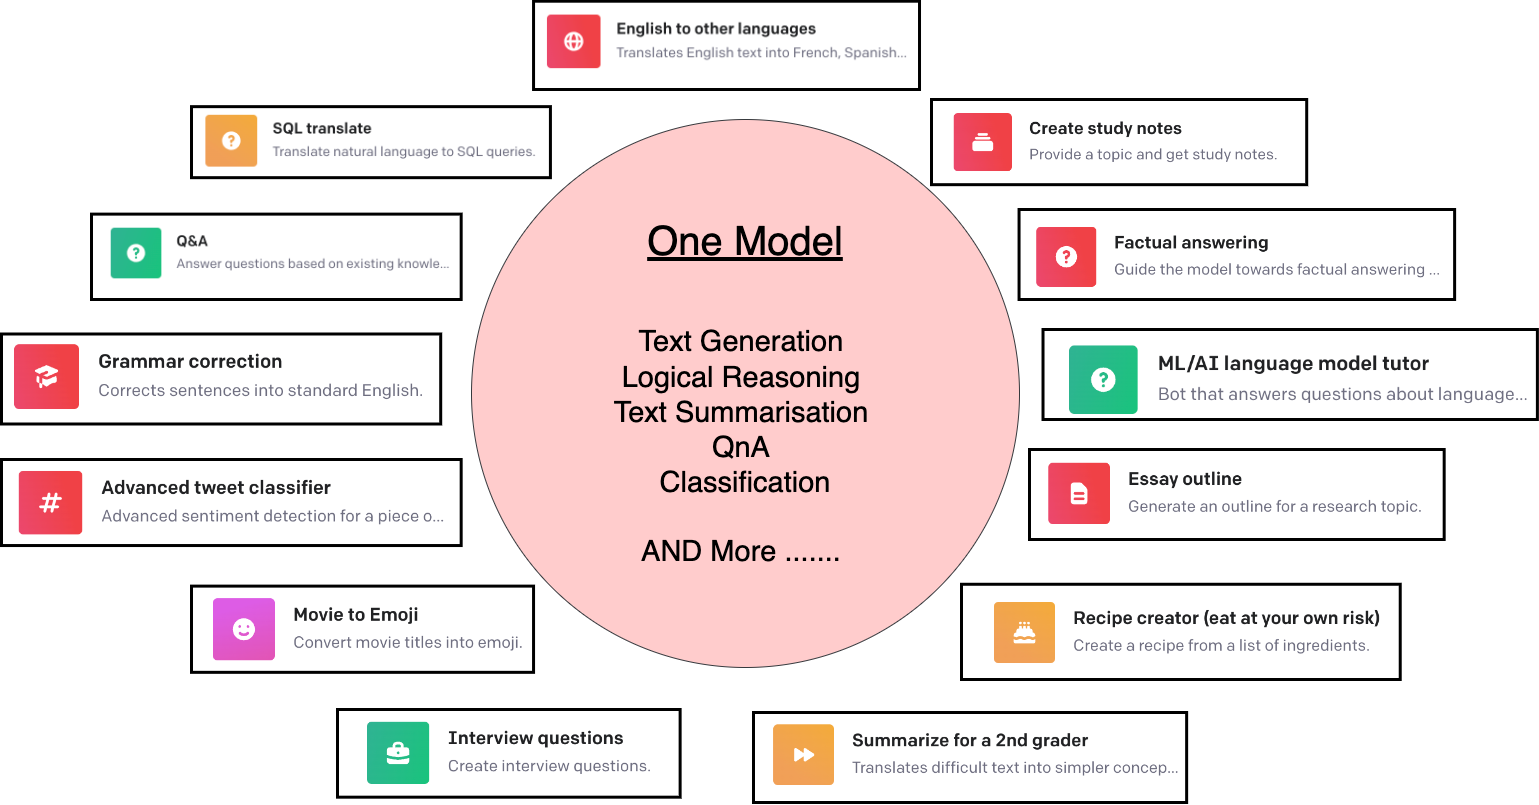 English to other languages
Translates English text into French, Spanish...
SQL translate
Translate natural language to SQL queries.
Create study notes
Provide a topic and get study notes.
Q&A
Answer questions based on existing knowle...
Factual answering
Guide the model towards factual answering ...
One Model
Text Generation
Logical Reasoning
Text Summarisation
QnA
Classification
AND More .......
Grammar correction
Corrects sentences into standard English.
ML/AI language model tutor
Bot that answers questions about language...
Advanced tweet classifier
Advanced sentiment detection for a piece o...
Essay outline
Generate an outline for a research topic.
Movie to Emoji
Convert movie titles into emoji.
Recipe creator (eat at your own risk)
Create a recipe from a list of ingredients.
Interview questions
Create interview questions.
Summarize for a 2nd grader
Translates difficult text into simpler concep...